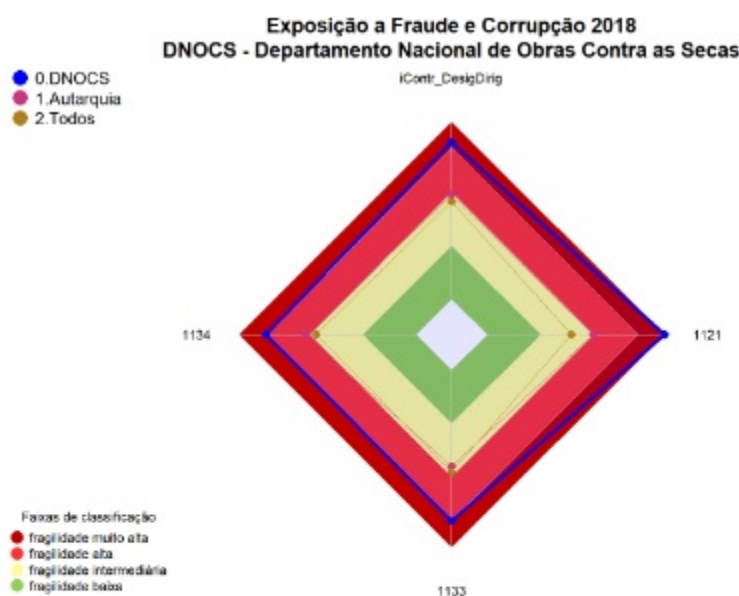 Exposição a Fraude e Corrupção 2018
DNOCS - Departamento Nacional de Obras Contra as Secas
iContr_DesigDirig
0.DNOCS
1.Autarquia
2.Todos
1134
1121
Faixas de classificação
fragilidade muito alta
fragilidade alta
fragilidade intermediária
fragilidade baixa
1133